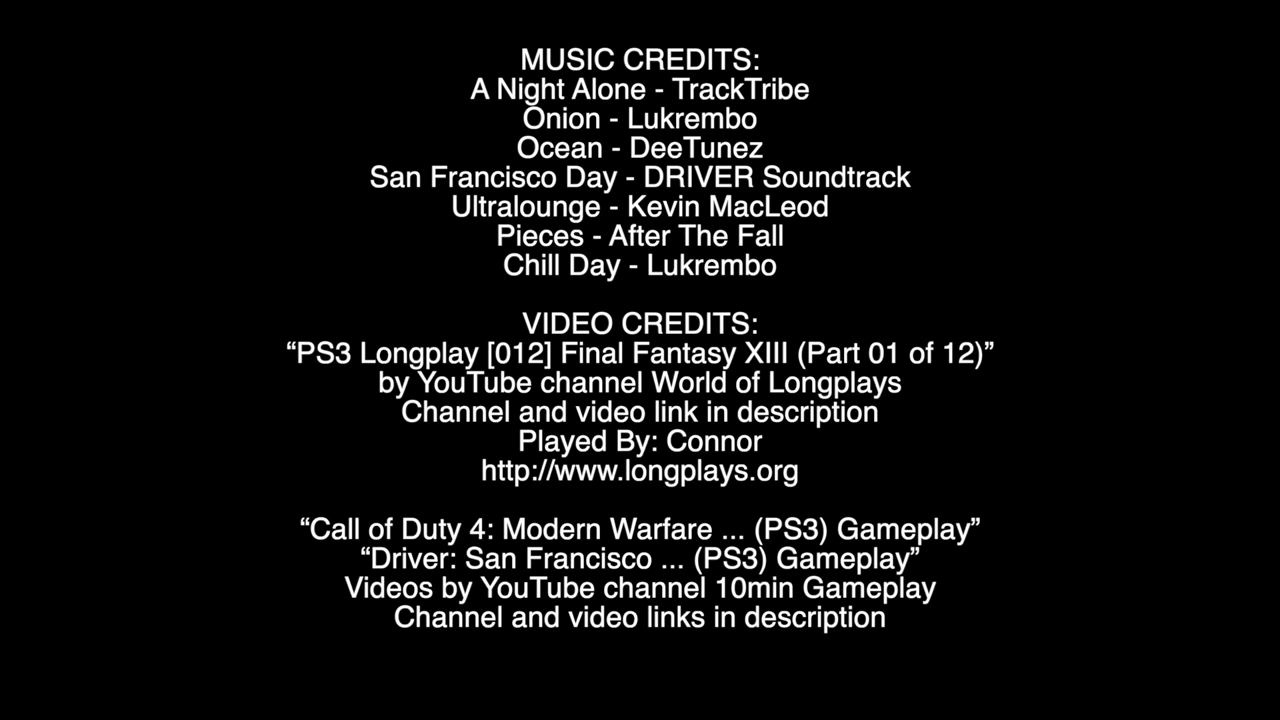 MUSIC CREDITS:
A Night Alone - TrackTribe
Onion - Lukrembo
Ocean - DeeTunez
San Francisco Day - DRIVER Soundtrack
Ultralounge - Kevin MacLeod
Pieces - After The Fall
Chill Day - Lukrembo
VIDEO CREDITS:
“PS3 Longplay [012] Final Fantasy XIII (Part 01 of 12)”
by YouTube channel World of Longplays
Channel and video link in description
Played By: Connor
http://www.longplays.org
“Call of Duty 4: Modern Warfare ... (PS3) Gameplay”
“Driver: San Francisco ... (PS3) Gameplay”
Videos by YouTube channel 10min Gameplay
Channel and video links in description